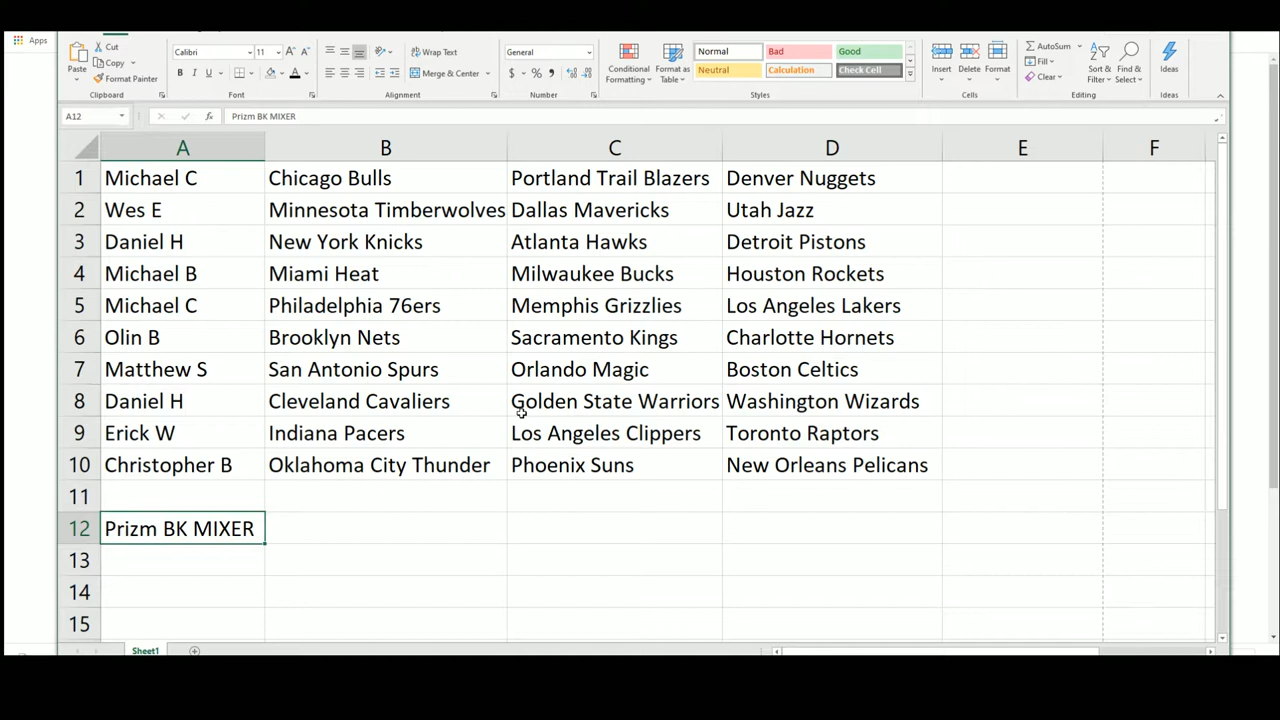 Apps
Cut
Copy
Paste
Format Painter
Clipboard
Calibri 11
B I U
Font
Wrap Text
Merge & Center
Alignment
General
$ % ,
Number
Conditional Formatting
Format as Table
Normal Bad Good
Neutral Calculation Check Cell
Styles
Insert Delete Format
Cells
AutoSum
Fill
Clear
Sort & Filter
Find & Select
Editing
Ideas
Ideas
A12 fx Prizm BK MIXER
A B C D E F
1 Michael C Chicago Bulls Portland Trail Blazers Denver Nuggets
2 Wes E Minnesota Timberwolves Dallas Mavericks Utah Jazz
3 Daniel H New York Knicks Atlanta Hawks Detroit Pistons
4 Michael B Miami Heat Milwaukee Bucks Houston Rockets
5 Michael C Philadelphia 76ers Memphis Grizzlies Los Angeles Lakers
6 Olin B Brooklyn Nets Sacramento Kings Charlotte Hornets
7 Matthew S San Antonio Spurs Orlando Magic Boston Celtics
8 Daniel H Cleveland Cavaliers Golden State Warriors Washington Wizards
9 Erick W Indiana Pacers Los Angeles Clippers Toronto Raptors
10 Christopher B Oklahoma City Thunder Phoenix Suns New Orleans Pelicans
11
12 Prizm BK MIXER
13
14
15
Sheet1